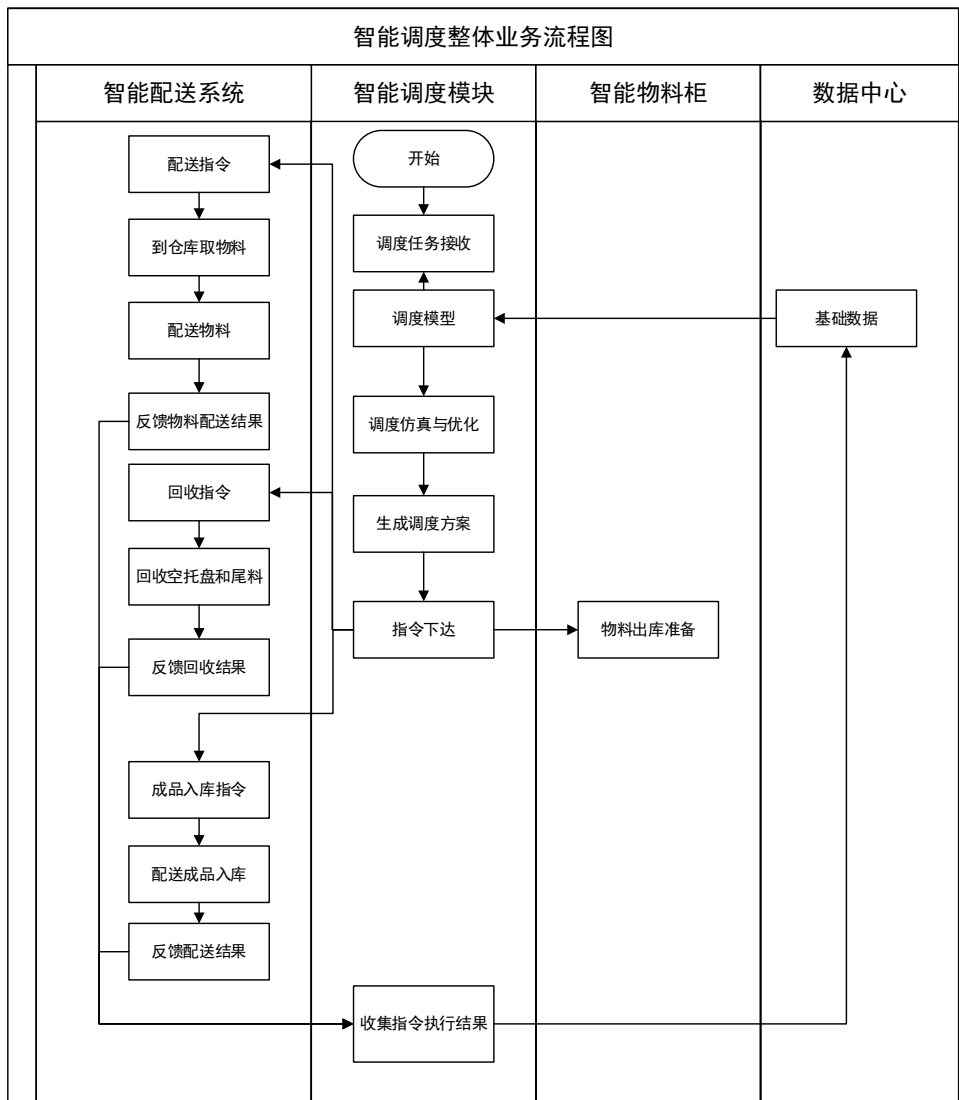 智能调度整体业务流程图
智能配送系统
智能调度模块
智能物料柜
数据中心
配送指令
到仓库取物料
配送物料
反馈物料配送结果
回收指令
回收空托盘和尾料
反馈回收结果
成品入库指令
配送成品入库
反馈配送结果
开始
调度任务接收
调度模型
调度仿真与优化
生成调度方案
指令下达
收集指令执行结果
物料出库准备
基础数据